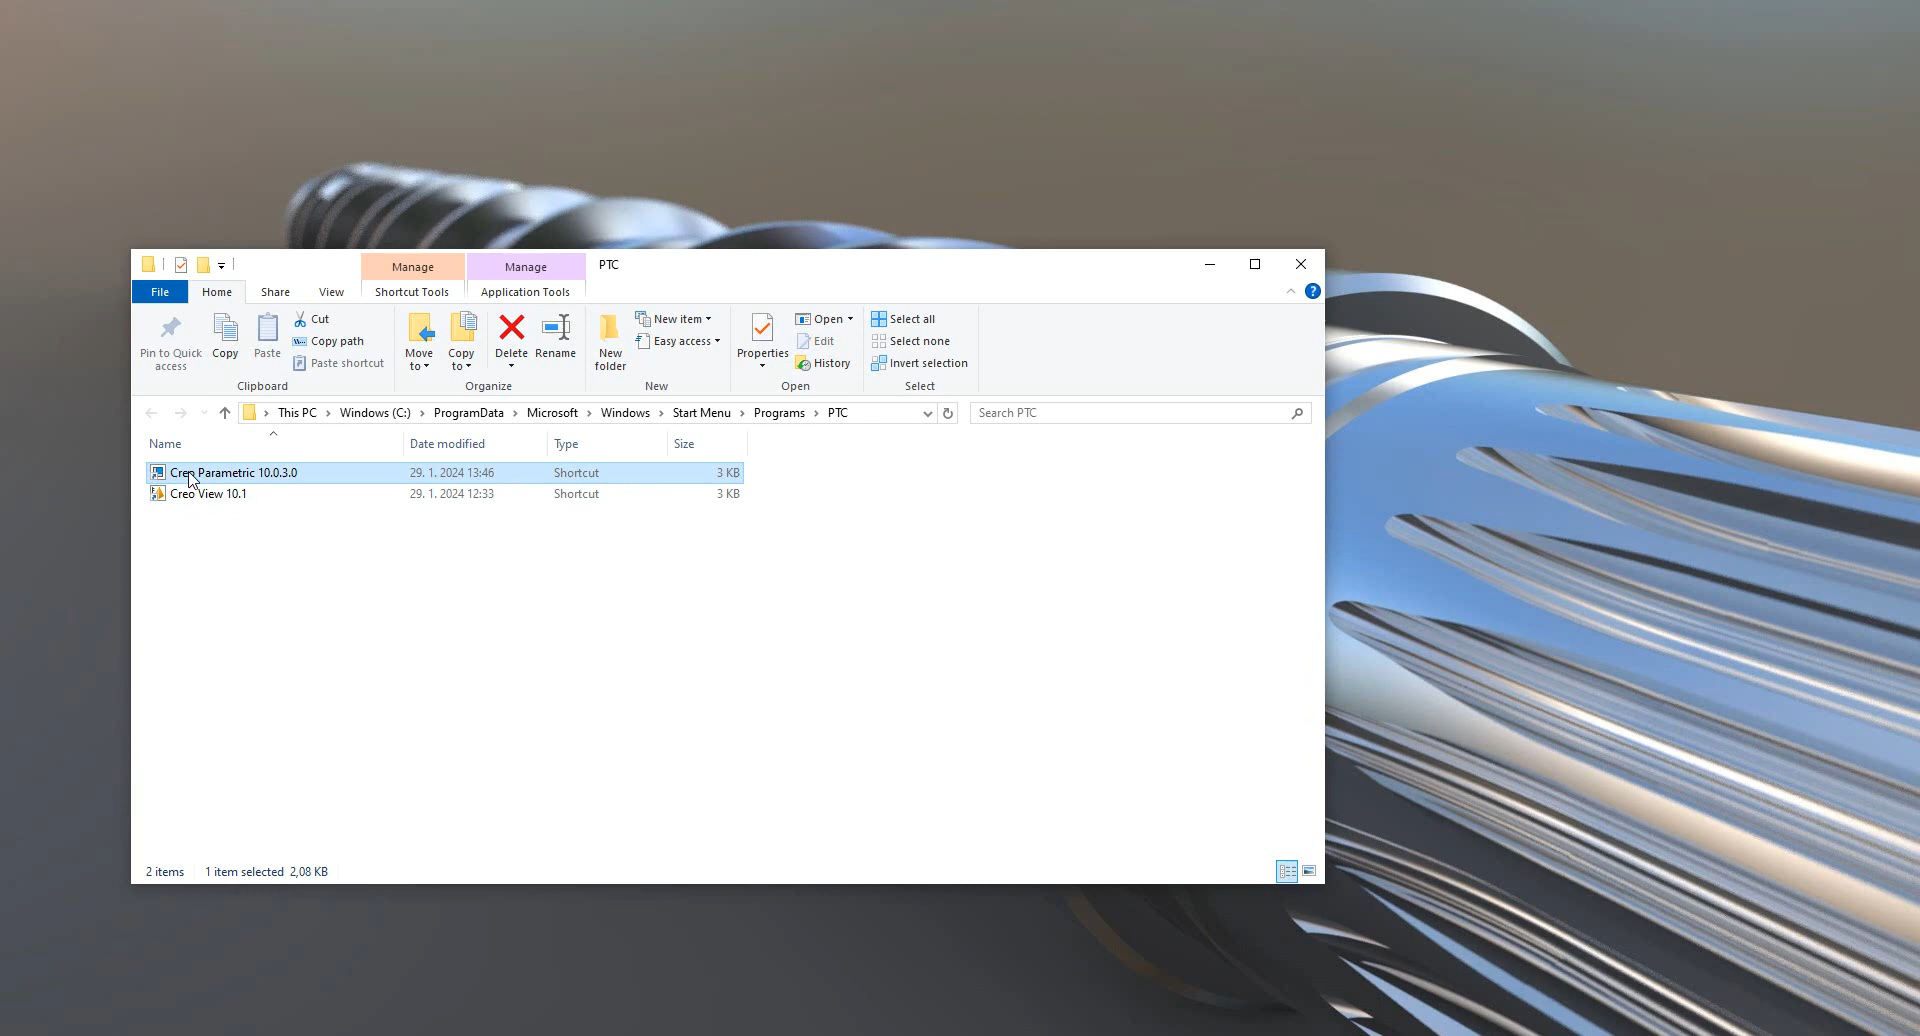 Manage Manage PTC
File Home Share View Shortcut Tools Application Tools
Pin to Quick access
Copy
Paste
Cut
Copy path
Paste shortcut
Clipboard
Move to
Copy to
Delete
Rename
Organize
New folder
New item
Easy access
New
Properties
Open
Edit
History
Open
Select all
Select none
Invert selection
Select
This PC > Windows (C:) > ProgramData > Microsoft > Windows > Start Menu > Programs > PTC
Search PTC
Name Date modified Type Size
Creo Parametric 10.0.3.0 29. 1. 2024 13:46 Shortcut 3 KB
Creo View 10.1 29. 1. 2024 12:33 Shortcut 3 KB
2 items 1 item selected 2,08 KB